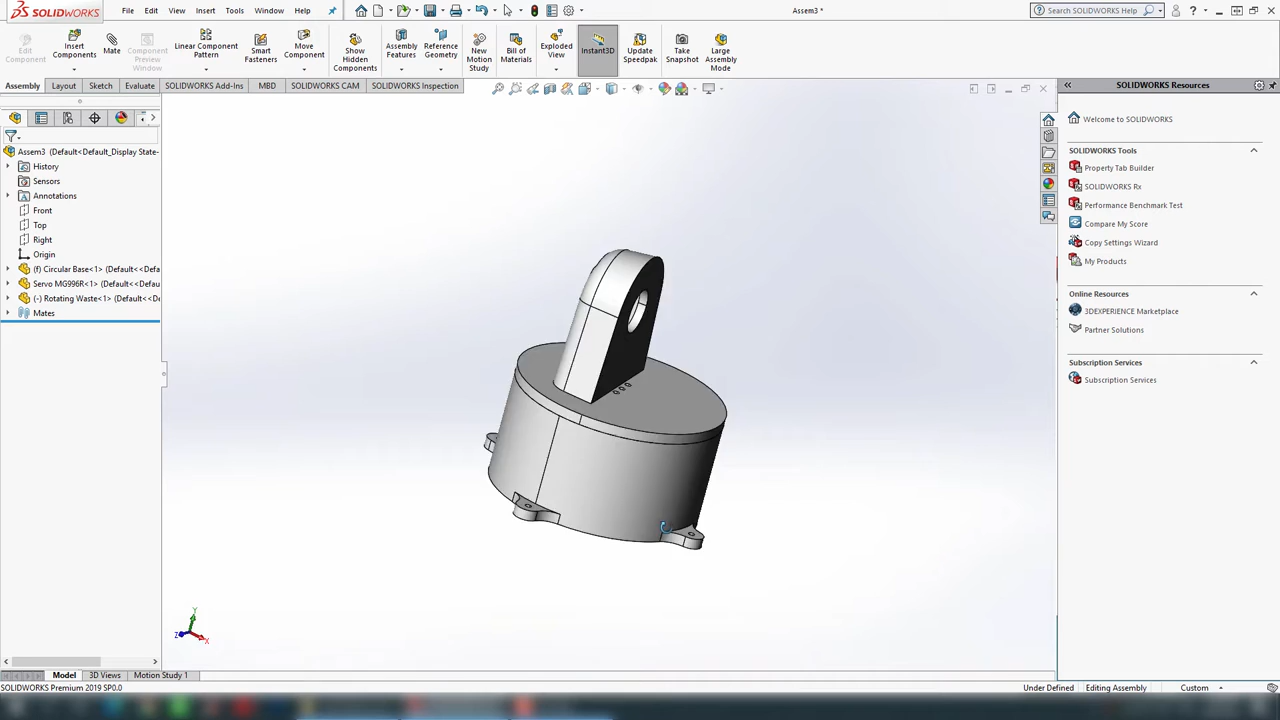 SOLIDWORKS File Edit View Insert Tools Window Help Assem3 * Search SOLIDWORKS Help
Edit Component
Insert Components
Mate
Component Preview Window
Linear Component Pattern
Smart Fasteners
Move Component
Show Hidden Components
Assembly Features
Reference Geometry
New Motion Study
Bill of Materials
Exploded View
Instant3D
Update Speedpak
Take Snapshot
Large Assembly Mode
Assembly Layout Sketch Evaluate SOLIDWORKS Add-Ins MBD SOLIDWORKS CAM SOLIDWORKS Inspection
Assem3 (Default<Default_Display State-
History
Sensors
Annotations
Front
Top
Right
Origin
(f) Circular Base<1> (Default<<Defa
Servo MG996R<1> (Default<<Defau
(-) Rotating Waste<1> (Default<<De
Mates
Y
Z
X
SOLIDWORKS Resources
Welcome to SOLIDWORKS
SOLIDWORKS Tools
Property Tab Builder
SOLIDWORKS Rx
Performance Benchmark Test
Compare My Score
Copy Settings Wizard
My Products
Online Resources
3DEXPERIENCE Marketplace
Partner Solutions
Subscription Services
Subscription Services
Model 3D Views Motion Study 1
SOLIDWORKS Premium 2019 SP0.0 Under Defined Editing Assembly Custom